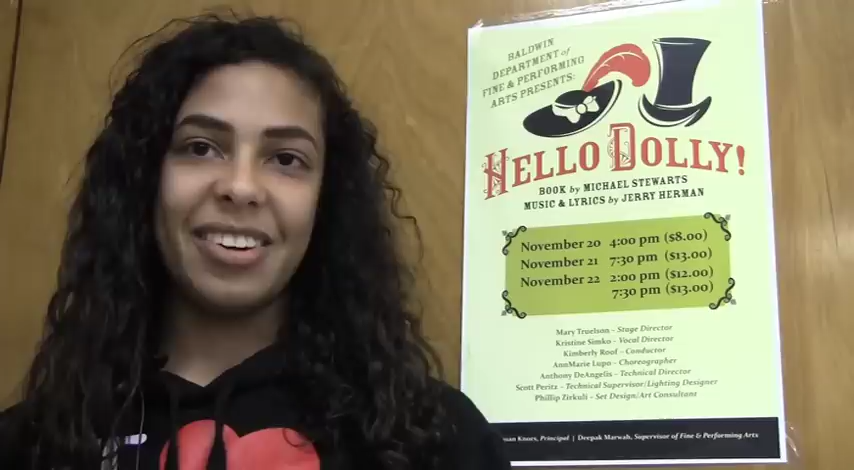 BALDWIN
DEPARTMENT of
FINE & PERFORMING
ARTS PRESENTS:
HELLO DOLLY!
BOOK by MICHAEL STEWARTS
MUSIC & LYRICS by JERRY HERMAN
November 20 4:00 pm ($8.00)
November 21 7:30 pm ($13.00)
November 22 2:00 pm ($12.00)
7:30 pm ($13.00)
Mary Truelson - Stage Director
Kristine Simko - Vocal Director
Kimberly Roof - Conductor
AnnMarie Lupo - Choreographer
Anthony DeAngelis - Technical Director
Scott Peritz - Technical Supervisor/Lighting Designer
Phillip Zirkuli - Set Design/Art Consultant
Knors, Principal | Deepak Marwah, Supervisor of Fine & Performing Arts